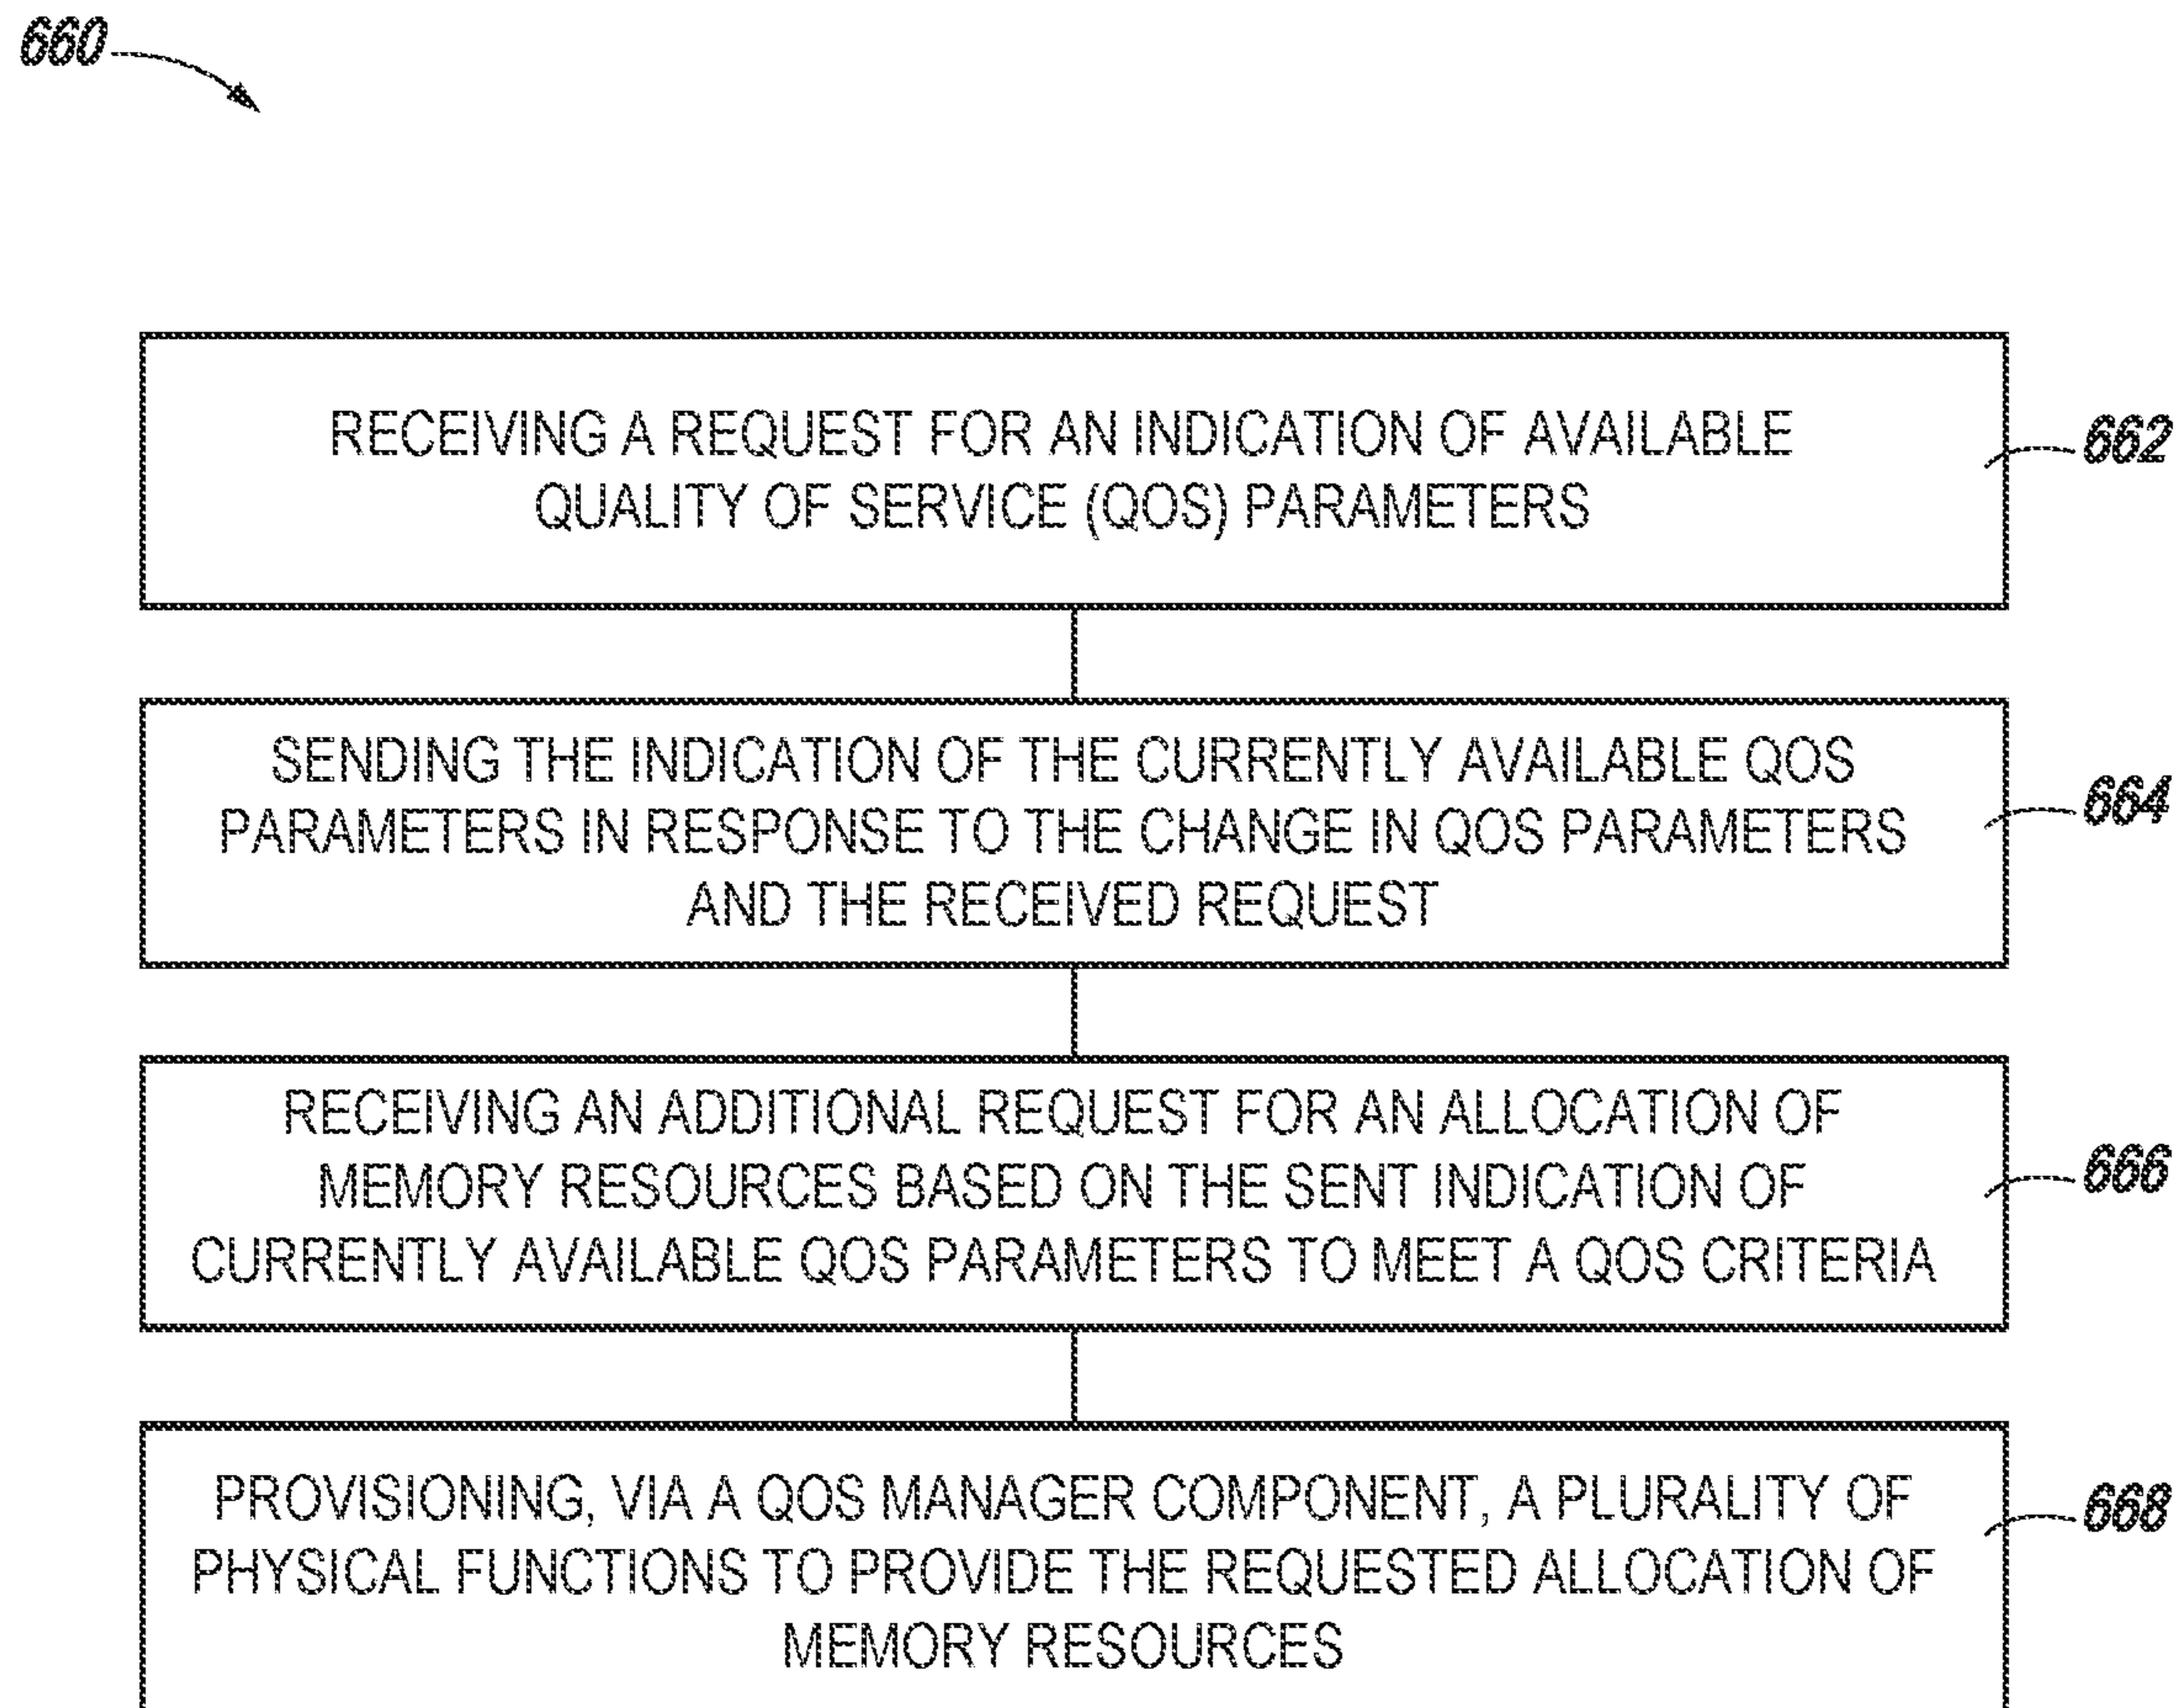 660
RECEIVING A REQUEST FOR AN INDICATION OF AVAILABLE
QUALITY OF SERVICE (QOS) PARAMETERS
662
SENDING THE INDICATION OF THE CURRENTLY AVAILABLE QOS
PARAMETERS IN RESPONSE TO THE CHANGE IN QOS PARAMETERS
AND THE RECEIVED REQUEST
664
RECEIVING AN ADDITIONAL REQUEST FOR AN ALLOCATION OF
MEMORY RESOURCES BASED ON THE SENT INDICATION OF
CURRENTLY AVAILABLE QOS PARAMETERS TO MEET A QOS CRITERIA
666
PROVISIONING, VIA A QOS MANAGER COMPONENT, A PLURALITY OF
PHYSICAL FUNCTIONS TO PROVIDE THE REQUESTED ALLOCATION OF
MEMORY RESOURCES
668